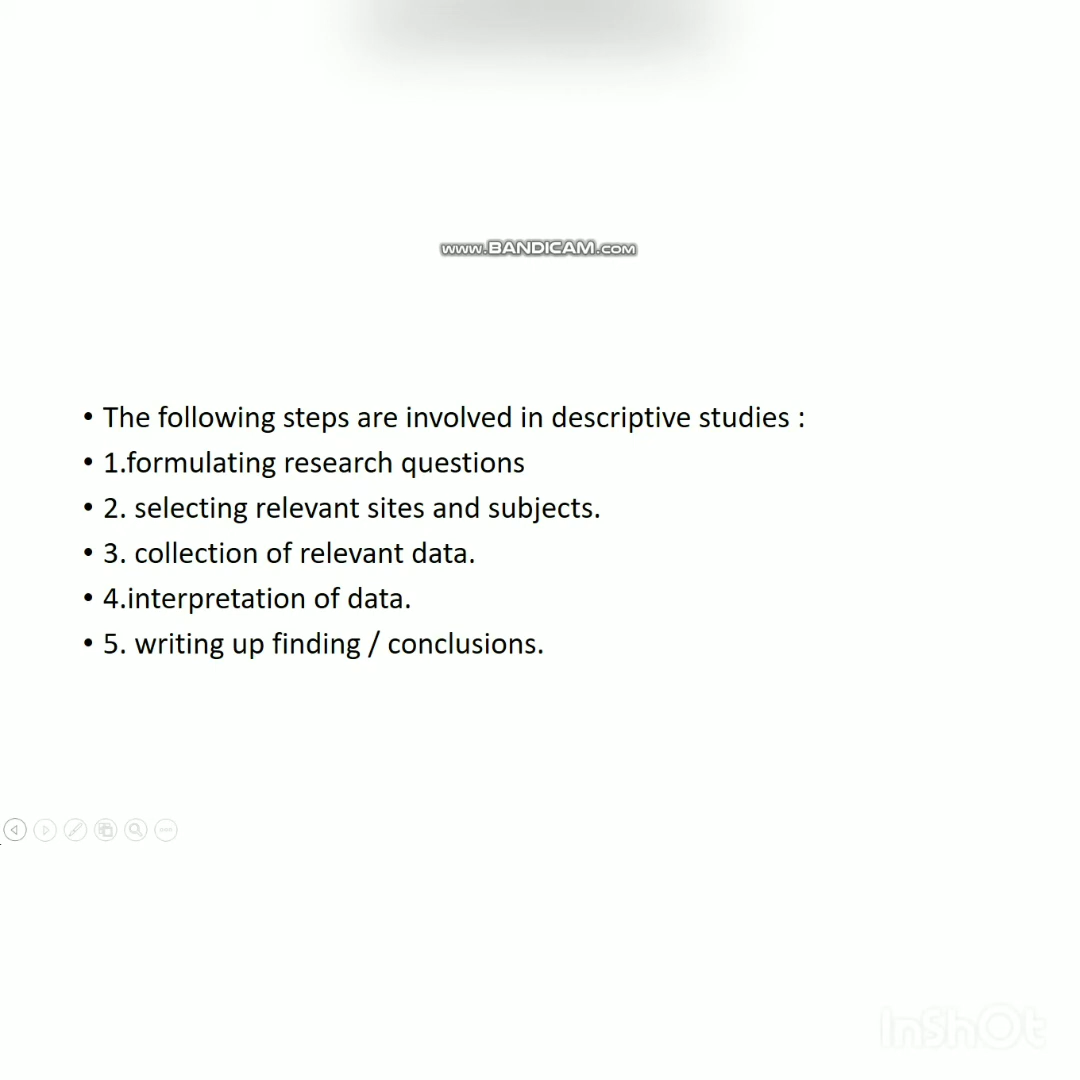 www.BANDICAM.com
• The following steps are involved in descriptive studies :
• 1.formulating research questions
• 2. selecting relevant sites and subjects.
• 3. collection of relevant data.
• 4.interpretation of data.
• 5. writing up finding / conclusions.
InShOt